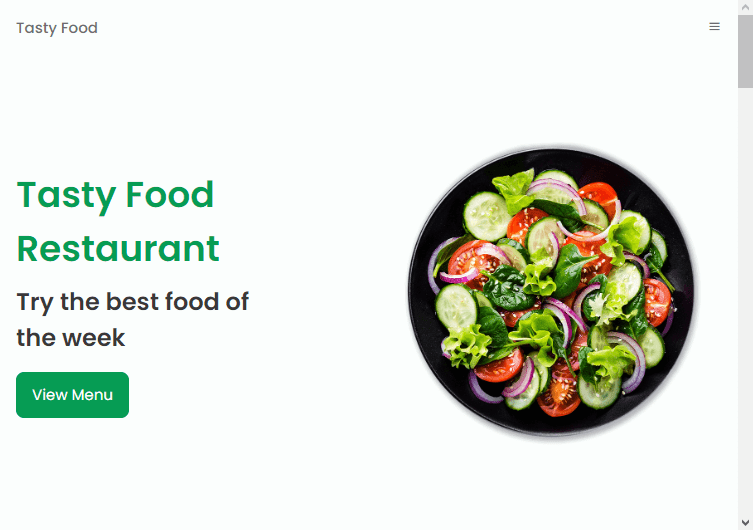 Tasty Food
Tasty Food
Restaurant
Try the best food of
the week
View Menu